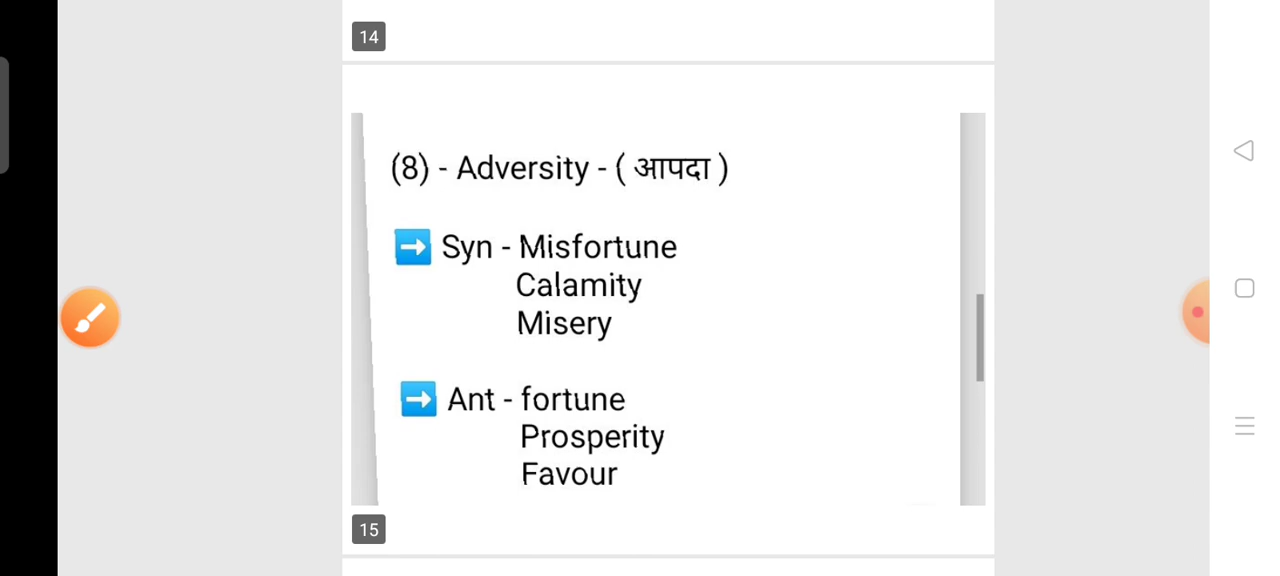 14
(8) - Adversity - ( आपदा )
➡ Syn - Misfortune
Calamity
Misery
➡ Ant - fortune
Prosperity
Favour
15